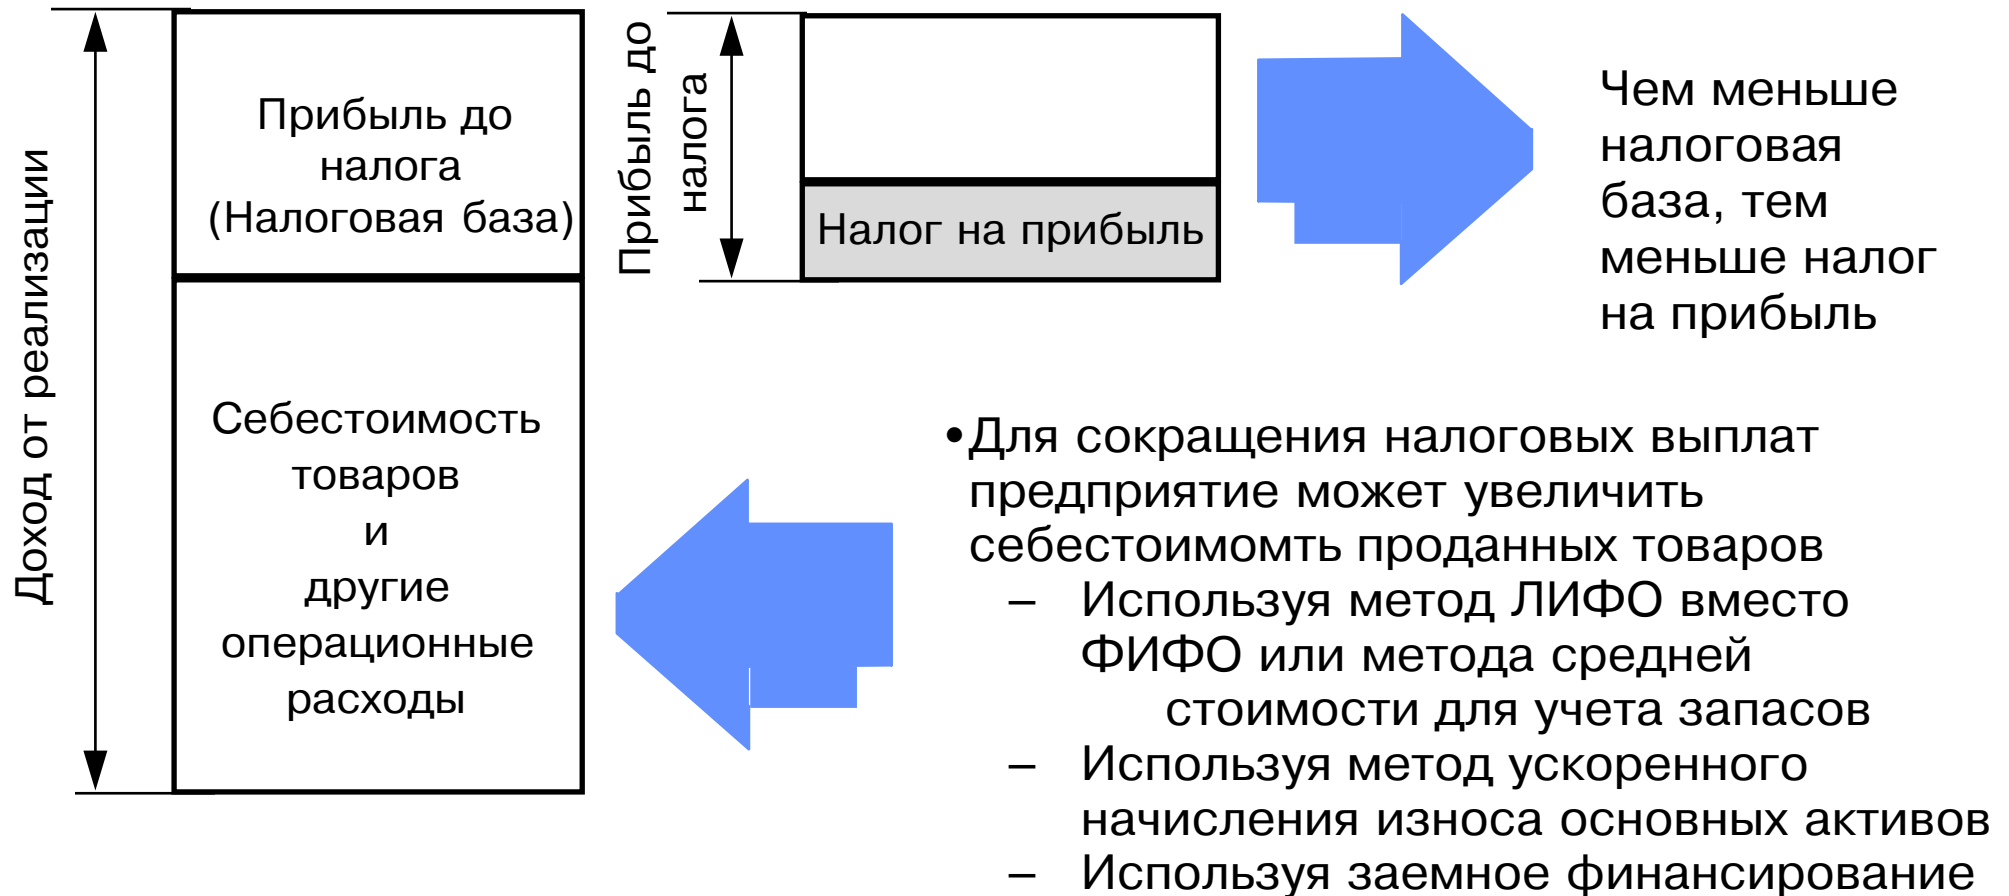 Доход от реализации
Прибыль до
налога
(Налоговая база)
Себестоимость
товаров
и
другие
операционные
расходы
Прибыль до
налога
Налог на прибыль
Чем меньше
налоговая
база, тем
меньше налог
на прибыль
•Для сокращения налоговых выплат
предприятие может увеличить
себестоимомть проданных товаров
– Используя метод ЛИФО вместо
ФИФО или метода средней
стоимости для учета запасов
– Используя метод ускоренного
начисления износа основных активов
– Используя заемное финансирование